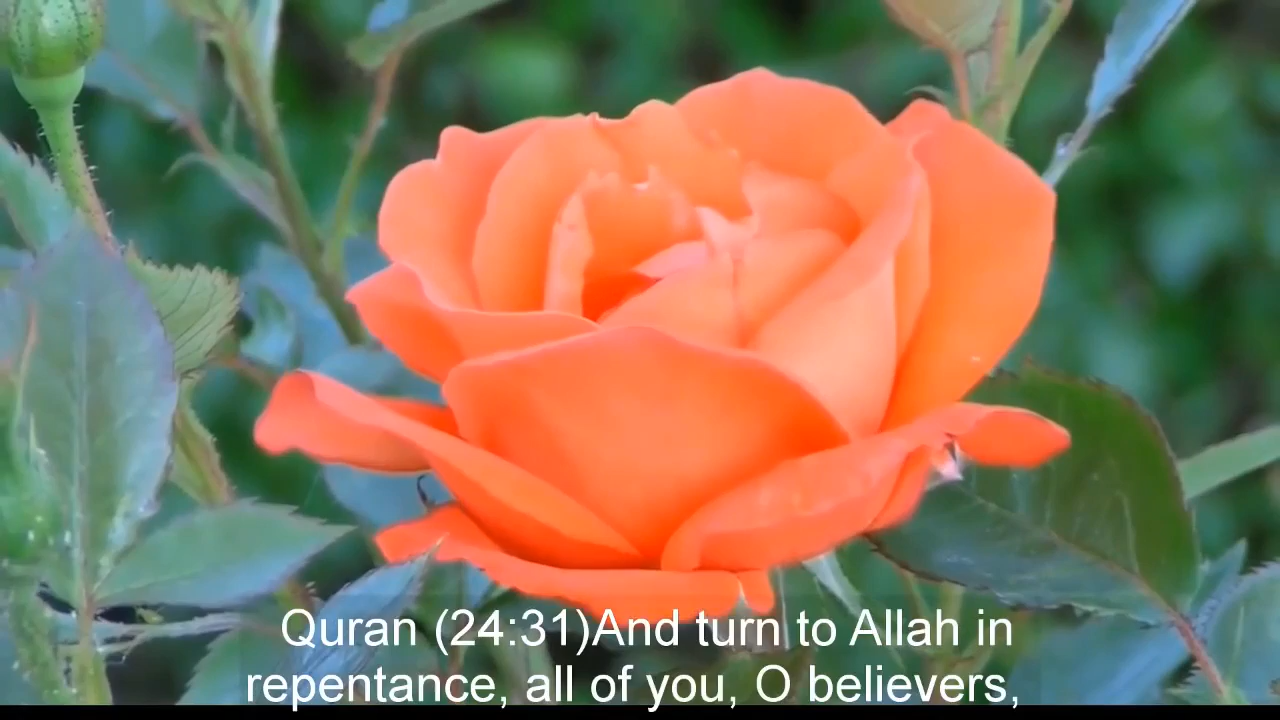 Quran (24:31)And turn to Allah in
repentance, all of you, O believers,